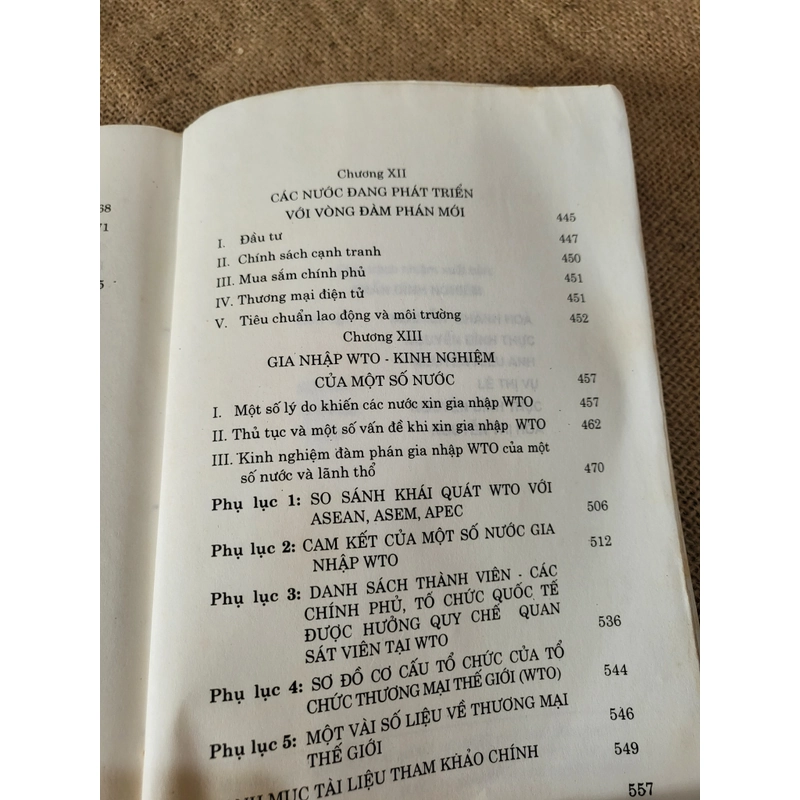 Chương XII
CÁC NƯỚC ĐANG PHÁT TRIỂN
VỚI VÒNG ĐÀM PHÁN MỚI 445
I. Đầu tư 447
II. Chính sách cạnh tranh 450
III. Mua sắm chính phủ 451
IV. Thương mại điện tử 451
V. Tiêu chuẩn lao động và môi trường 452
Chương XIII
GIA NHẬP WTO - KINH NGHIỆM
CỦA MỘT SỐ NƯỚC 457
I. Một số lý do khiến các nước xin gia nhập WTO 457
II. Thủ tục và một số vấn đề khi xin gia nhập WTO 462
III. Kinh nghiệm đàm phán gia nhập WTO của một
số nước và lãnh thổ 470
Phụ lục 1: SO SÁNH KHÁI QUÁT WTO VỚI
ASEAN, ASEM, APEC 506
Phụ lục 2: CAM KẾT CỦA MỘT SỐ NƯỚC GIA
NHẬP WTO 512
Phụ lục 3: DANH SÁCH THÀNH VIÊN - CÁC
CHÍNH PHỦ, TỔ CHỨC QUỐC TẾ
ĐƯỢC HƯỞNG QUY CHẾ QUAN
SÁT VIÊN TẠI WTO 536
Phụ lục 4: SƠ ĐỒ CƠ CẤU TỔ CHỨC CỦA TỔ
CHỨC THƯƠNG MẠI THẾ GIỚI (WTO) 544
Phụ lục 5: MỘT VÀI SỐ LIỆU VỀ THƯƠNG MẠI
THẾ GIỚI 546
MỤC TÀI LIỆU THAM KHẢO CHÍNH 549
557